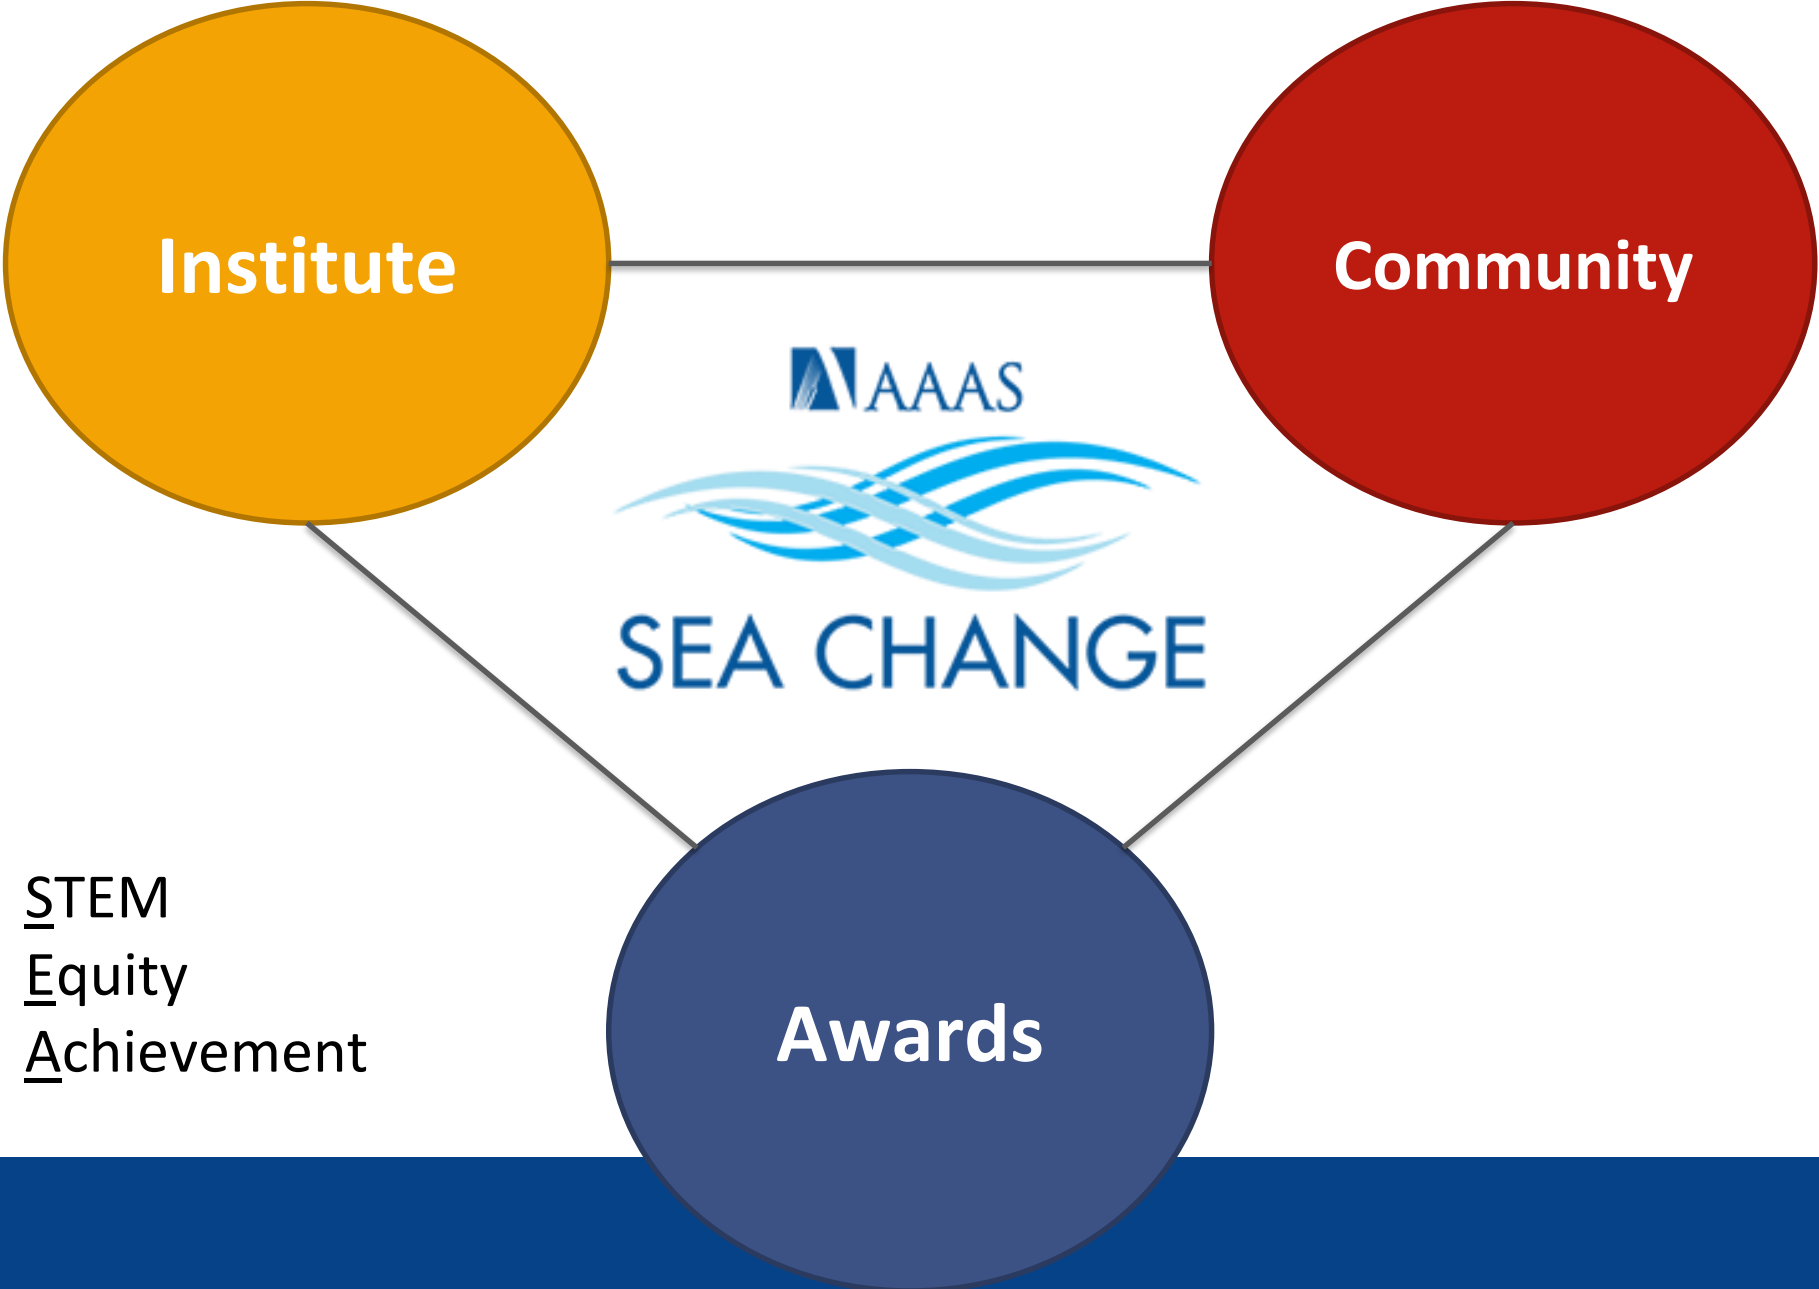 Institute
Community
AAAS
SEA CHANGE
STEM
Equity
Achievement
Awards